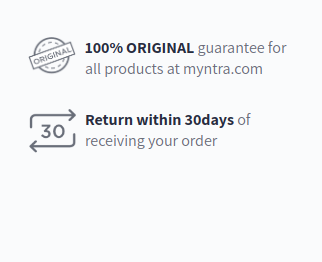 ORIGINAL
100% ORIGINAL guarantee for
all products at myntra.com
30
Return within 30days of
receiving your order